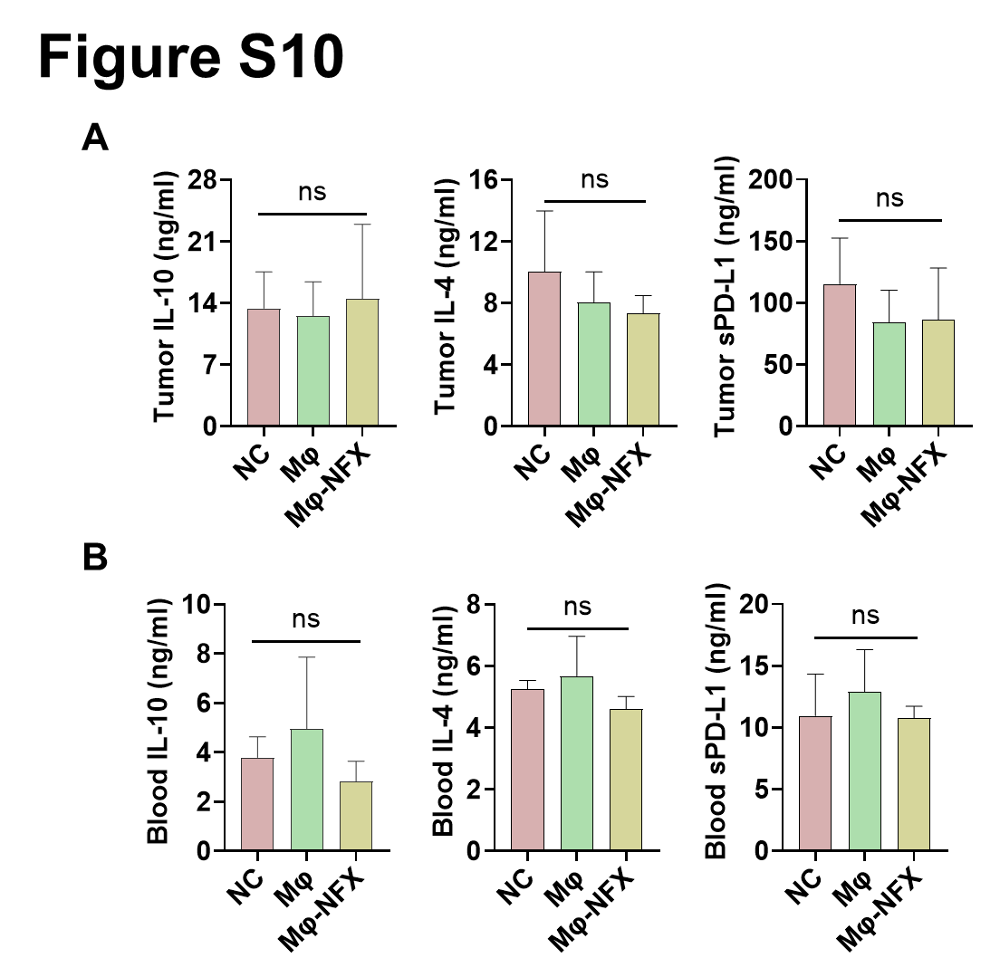 Figure S10
A
Tumor IL-10 (ng/ml)
28
21
14
7
0
ns
NC
Mφ
Mφ-NFX
Tumor IL-4 (ng/ml)
16
12
8
4
0
ns
NC
Mφ
Mφ-NFX
Tumor sPD-L1 (ng/ml)
200
150
100
50
0
ns
NC
Mφ
Mφ-NFX
B
Blood IL-10 (ng/ml)
10
8
6
4
2
0
ns
NC
Mφ
Mφ-NFX
Blood IL-4 (ng/ml)
8
6
4
2
0
ns
NC
Mφ
Mφ-NFX
Blood sPD-L1 (ng/ml)
20
15
10
5
0
ns
NC
Mφ
Mφ-NFX